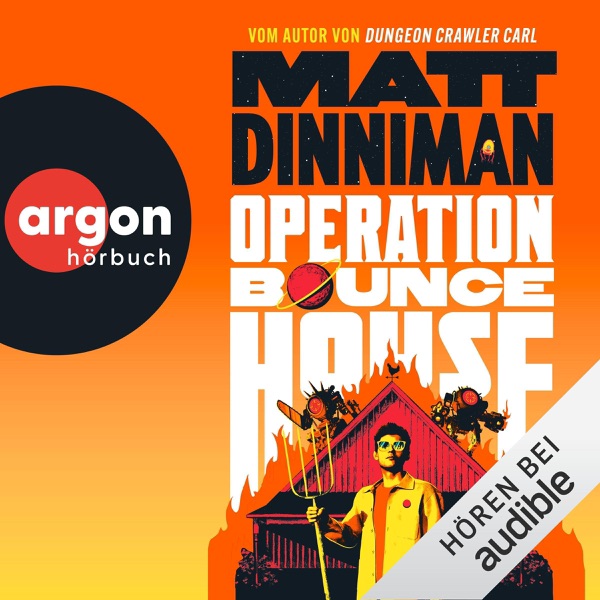 VOM AUTOR VON DUNGEON CRAWLER CARL
MATT
DINNIMAN
OPERATION
BOUNCE
HOUSE
argon
hörbuch
HÖREN BEI
audible